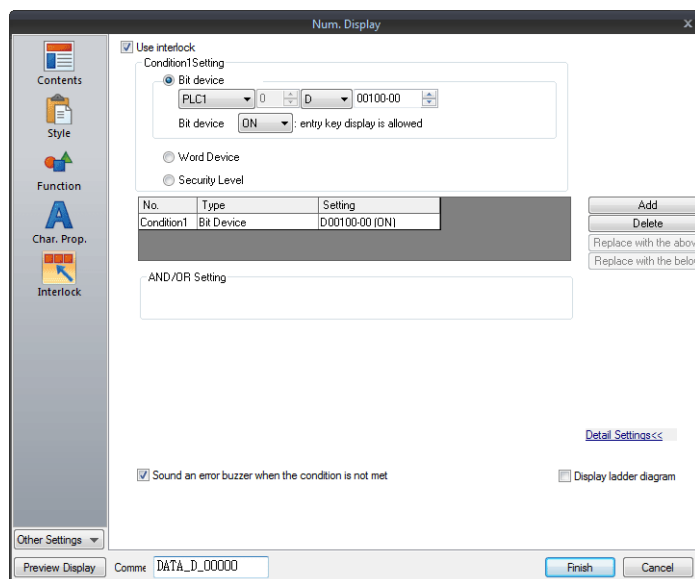 Num. Display
X
Contents
Style
Function
Char. Prop.
Interlock
Use interlock
Condition1Setting
Bit device
PLC1 0 D 00100-00
Bit device ON : entry key display is allowed
Word Device
Security Level
No. Type Setting
Condition1 Bit Device D00100-00 (ON)
Add
Delete
Replace with the abov
Replace with the belov
AND/OR Setting
Detail Settings<<
Sound an error buzzer when the condition is not met
Display ladder diagram
Other Settings
Preview Display Comme DATA_D_00000 Finish Cancel